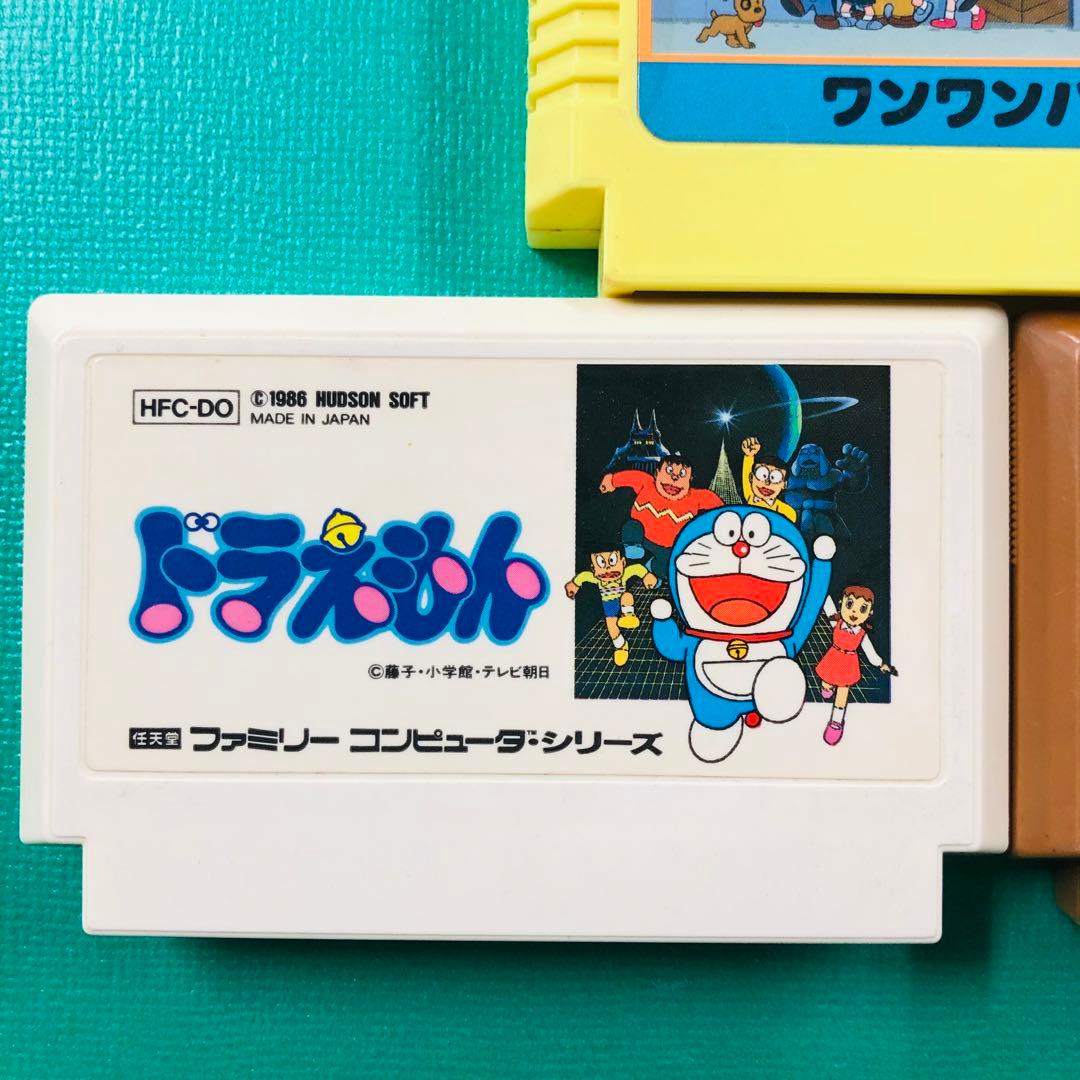 ワンワンパ
HFC-DO
©1986 HUDSON SOFT
MADE IN JAPAN
ドラえもん
©藤子・小学館・テレビ朝日
任天堂 ファミリー コンピュータ™・シリーズ